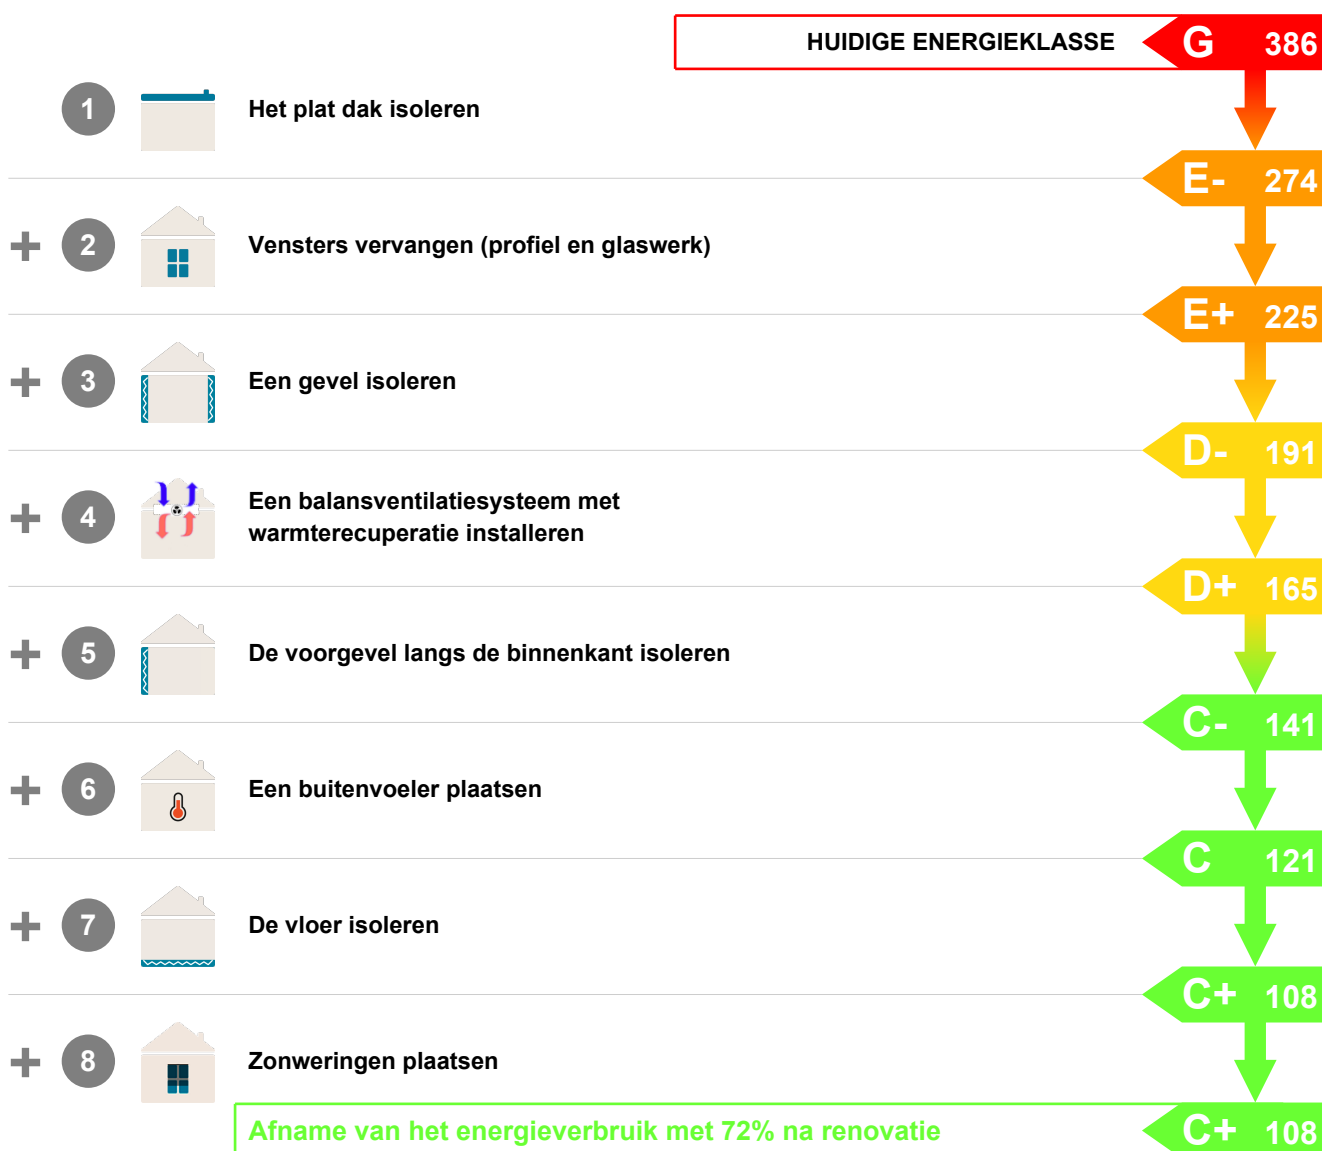 HUIDIGE ENERGIEKLASSE G 386
1 Het plat dak isoleren
E- 274
+ 2 Vensters vervangen (profiel en glaswerk)
E+ 225
+ 3 Een gevel isoleren
D- 191
+ 4 Een balansventilatiesysteem met
warmterecuperatie installeren
D+ 165
+ 5 De voorgevel langs de binnenkant isoleren
C- 141
+ 6 Een buitenvoeler plaatsen
C 121
+ 7 De vloer isoleren
C+ 108
+ 8 Zonweringen plaatsen
Afname van het energieverbruik met 72% na renovatie C+ 108